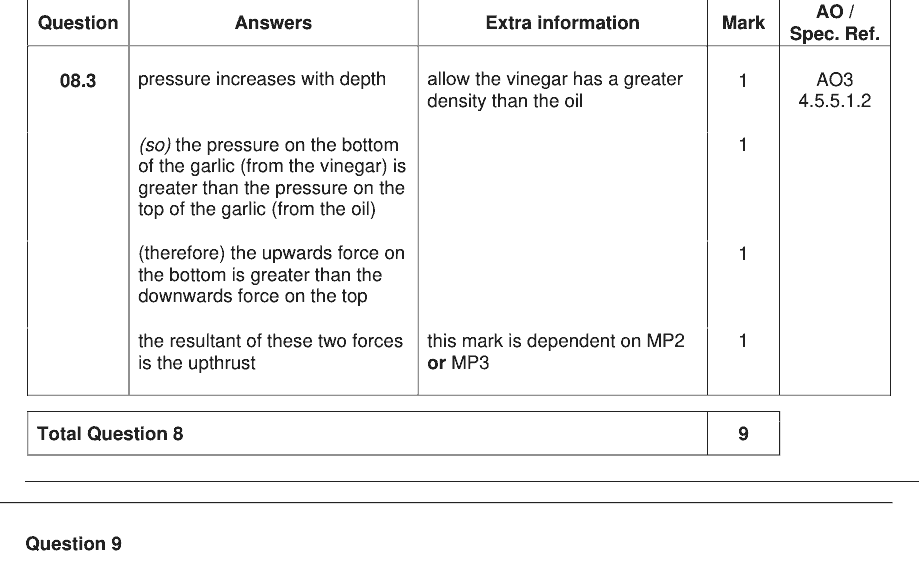 Question Answers Extra information Mark AO /
Spec. Ref.
08.3 pressure increases with depth allow the vinegar has a greater 1 AO3
density than the oil 4.5.5.1.2
(so) the pressure on the bottom 1
of the garlic (from the vinegar) is
greater than the pressure on the
top of the garlic (from the oil)
(therefore) the upwards force on 1
the bottom is greater than the
downwards force on the top
the resultant of these two forces this mark is dependent on MP2 1
is the upthrust or MP3
Total Question 8 9
Question 9